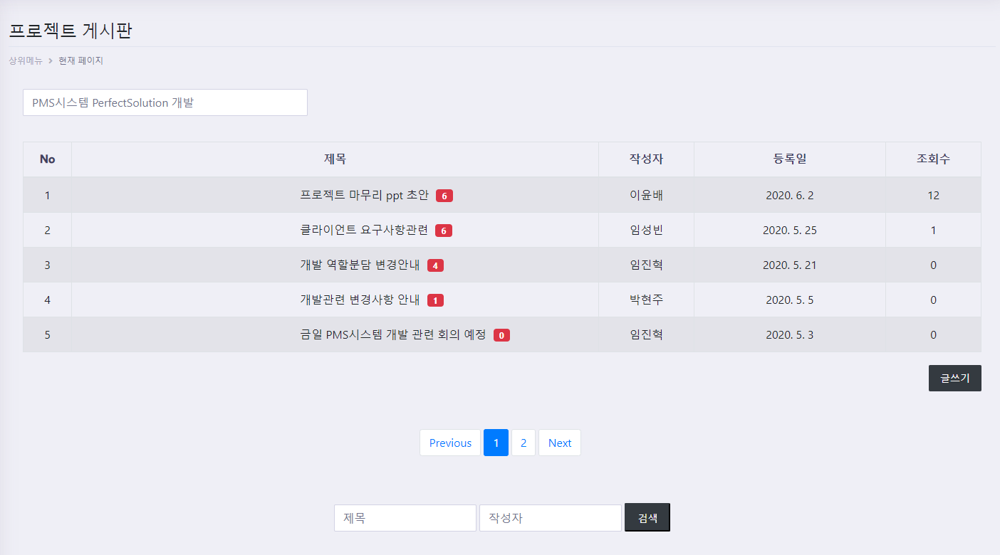 프로젝트 게시판
상위메뉴 > 현재 페이지
PMS시스템 PerfectSolution 개발
No 제목 작성자 등록일 조회수
1 프로젝트 마무리 ppt 초안 6 이윤배 2020. 6. 2 12
2 클라이언트 요구사항관련 6 임성빈 2020. 5. 25 1
3 개발 역할분담 변경안내 4 임진혁 2020. 5. 21 0
4 개발관련 변경사항 안내 1 박현주 2020. 5. 5 0
5 금일 PMS시스템 개발 관련 회의 예정 0 임진혁 2020. 5. 3 0
글쓰기
Previous 1 2 Next
제목 작성자 검색